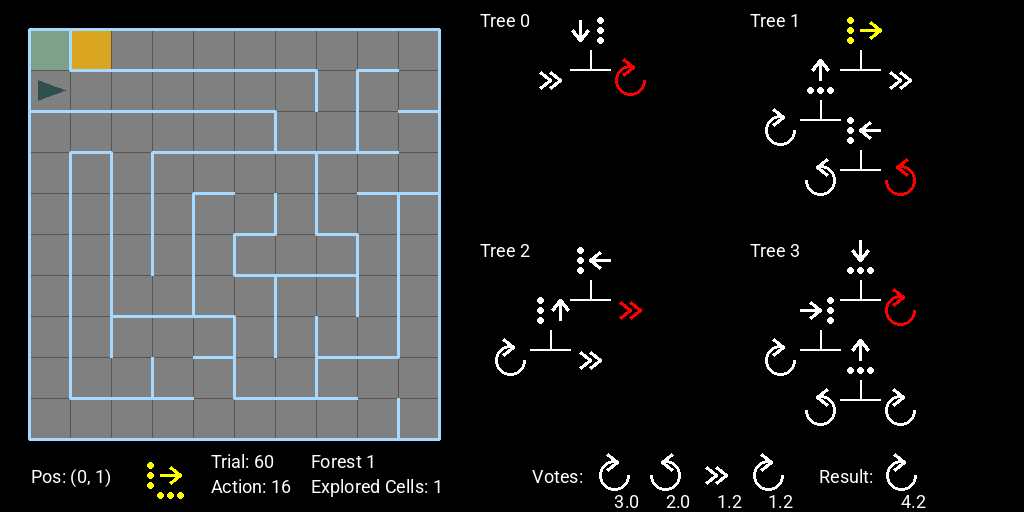 Tree 0
Tree 1
Tree 2
Tree 3
Pos: (0, 1)
Trial: 60
Forest 1
Action: 16
Explored Cells: 1
Votes:
3.0
2.0
1.2
1.2
Result:
4.2